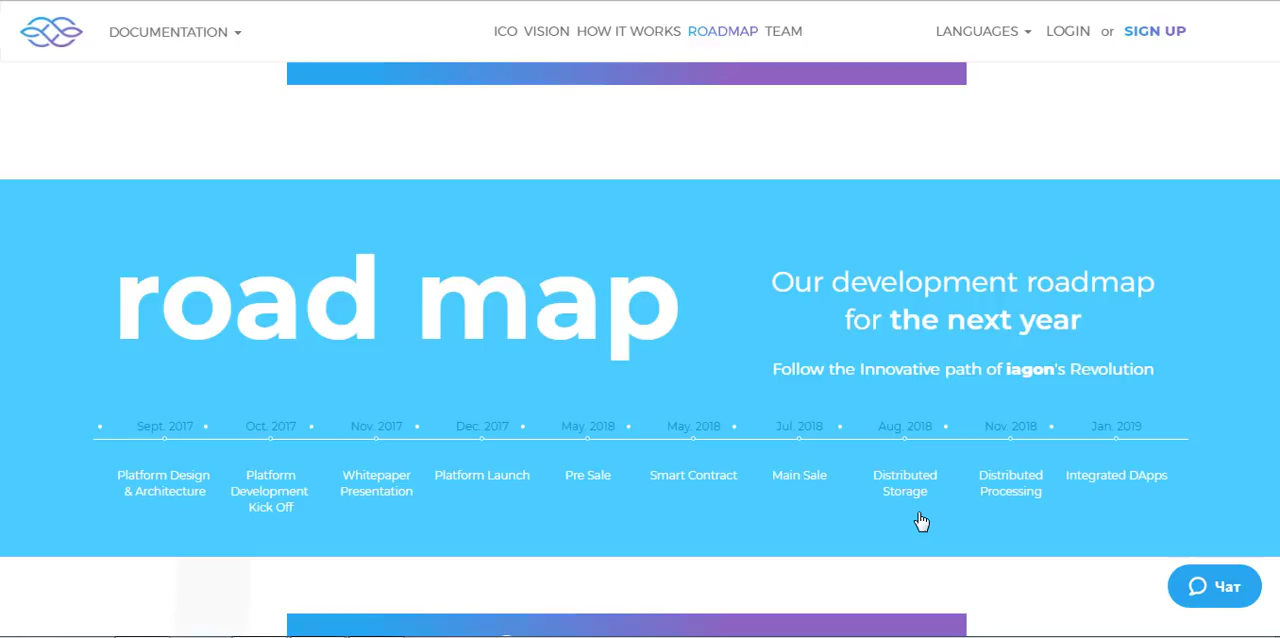 DOCUMENTATION
ICO VISION HOW IT WORKS ROADMAP TEAM
LANGUAGES LOGIN or SIGN UP
road map
Our development roadmap
for the next year
Follow the Innovative path of iagon's Revolution
Sept. 2017 Oct. 2017 Nov. 2017 Dec. 2017 May. 2018 May. 2018 Jul. 2018 Aug. 2018 Nov. 2018 Jan. 2019
Platform Design
& Architecture
Platform
Development
Kick Off
Whitepaper
Presentation
Platform Launch
Pre Sale
Smart Contract
Main Sale
Distributed
Storage
Distributed
Processing
Integrated DApps
Чат